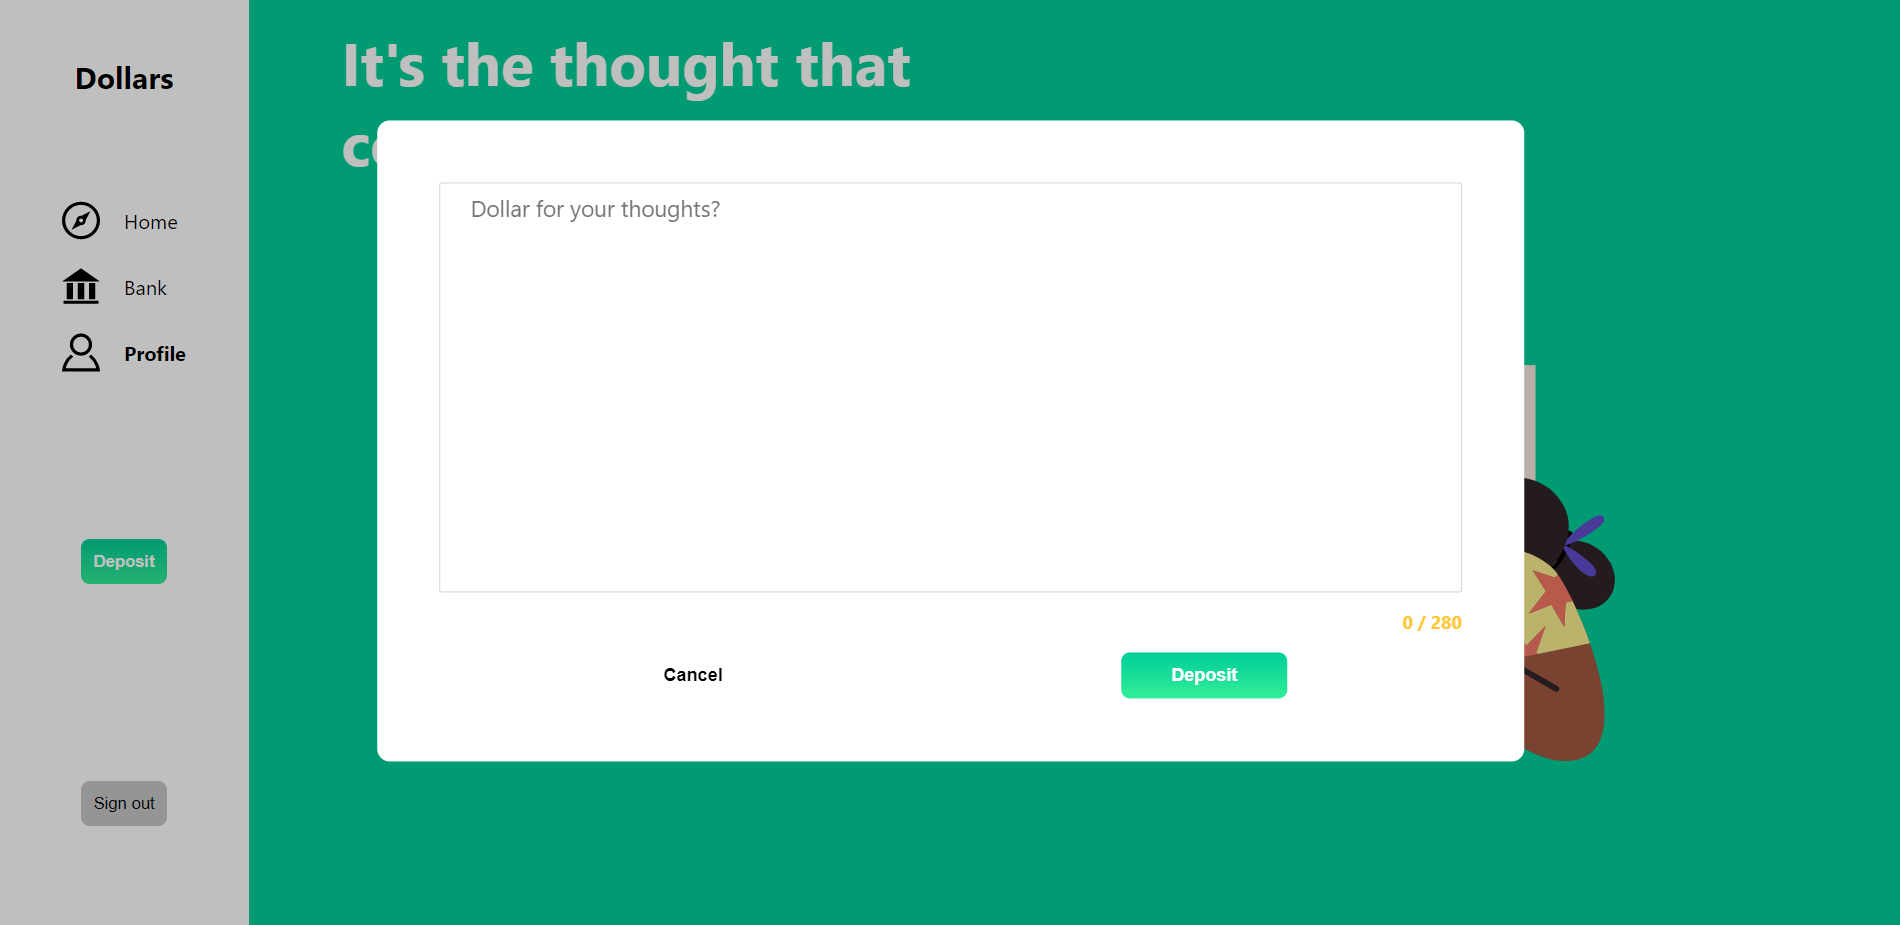 Dollars
Home
Bank
Profile
Deposit
Sign out
It's the thought that
Dollar for your thoughts?
0 / 280
Cancel
Deposit